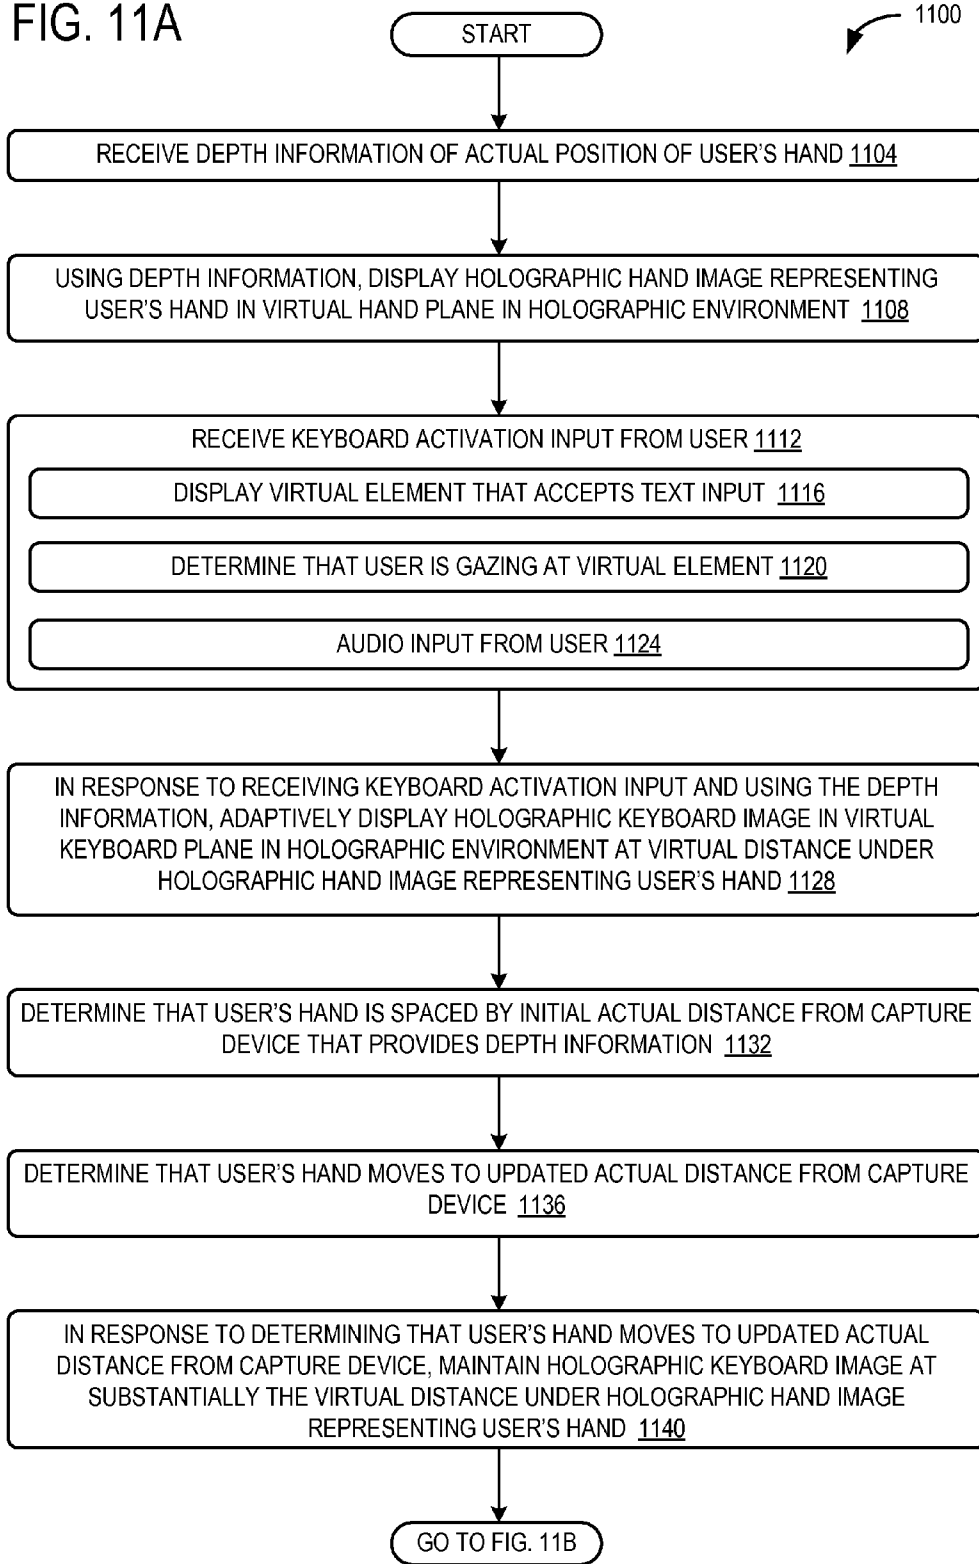 FIG. 11A
START
1100
RECEIVE DEPTH INFORMATION OF ACTUAL POSITION OF USER'S HAND 1104
USING DEPTH INFORMATION, DISPLAY HOLOGRAPHIC HAND IMAGE REPRESENTING
USER'S HAND IN VIRTUAL HAND PLANE IN HOLOGRAPHIC ENVIRONMENT 1108
RECEIVE KEYBOARD ACTIVATION INPUT FROM USER 1112
DISPLAY VIRTUAL ELEMENT THAT ACCEPTS TEXT INPUT 1116
DETERMINE THAT USER IS GAZING AT VIRTUAL ELEMENT 1120
AUDIO INPUT FROM USER 1124
IN RESPONSE TO RECEIVING KEYBOARD ACTIVATION INPUT AND USING THE DEPTH
INFORMATION, ADAPTIVELY DISPLAY HOLOGRAPHIC KEYBOARD IMAGE IN VIRTUAL
KEYBOARD PLANE IN HOLOGRAPHIC ENVIRONMENT AT VIRTUAL DISTANCE UNDER
HOLOGRAPHIC HAND IMAGE REPRESENTING USER'S HAND 1128
DETERMINE THAT USER'S HAND IS SPACED BY INITIAL ACTUAL DISTANCE FROM CAPTURE
DEVICE THAT PROVIDES DEPTH INFORMATION 1132
DETERMINE THAT USER'S HAND MOVES TO UPDATED ACTUAL DISTANCE FROM CAPTURE
DEVICE 1136
IN RESPONSE TO DETERMINING THAT USER'S HAND MOVES TO UPDATED ACTUAL
DISTANCE FROM CAPTURE DEVICE, MAINTAIN HOLOGRAPHIC KEYBOARD IMAGE AT
SUBSTANTIALLY THE VIRTUAL DISTANCE UNDER HOLOGRAPHIC HAND IMAGE
REPRESENTING USER'S HAND 1140
GO TO FIG. 11B